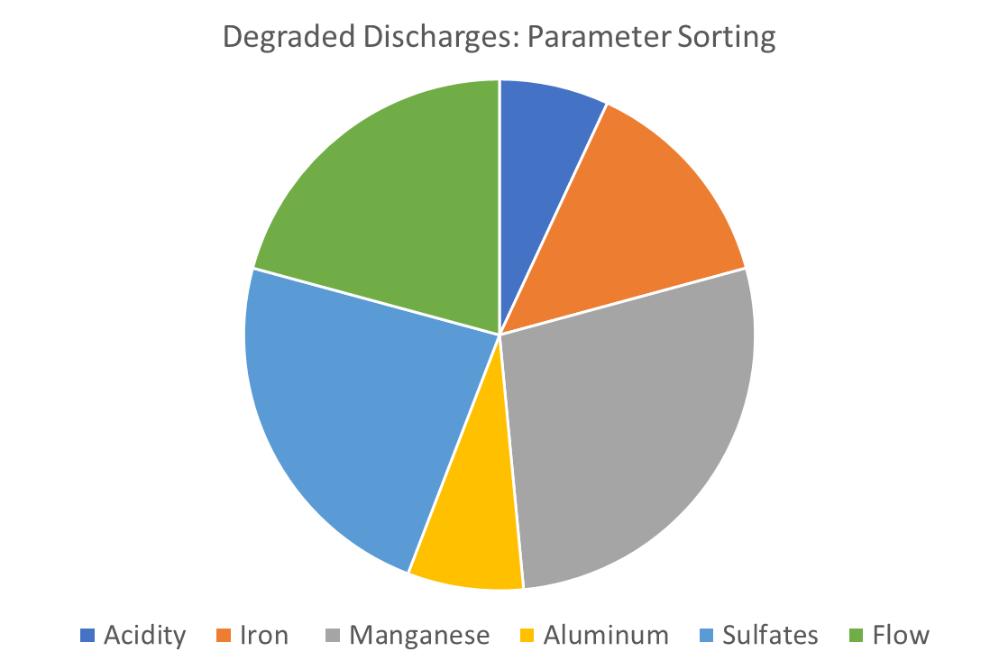 Degraded Discharges: Parameter Sorting
Acidity Iron Manganese Aluminum Sulfates Flow